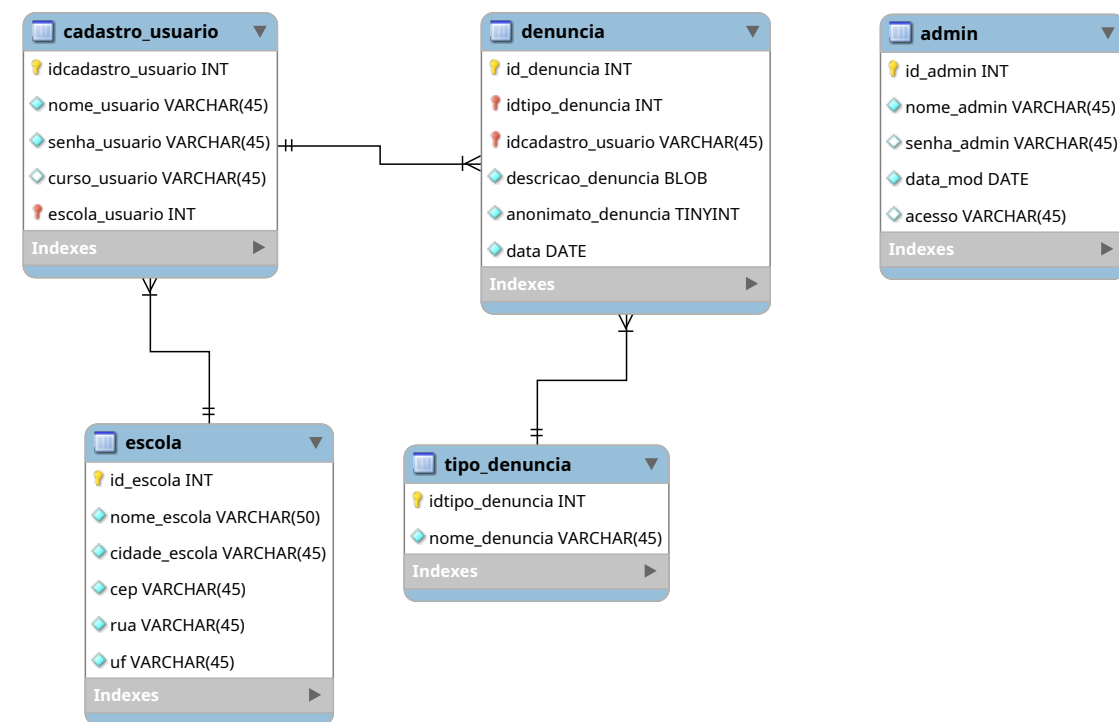 cadastro_usuario
idcadastro_usuario INT
nome_usuario VARCHAR(45)
senha_usuario VARCHAR(45)
curso_usuario VARCHAR(45)
escola_usuario INT
Indexes
denuncia
id_denuncia INT
idtipo_denuncia INT
idcadastro_usuario VARCHAR(45)
descricao_denuncia BLOB
anonimato_denuncia TINYINT
data DATE
Indexes
admin
id_admin INT
nome_admin VARCHAR(45)
senha_admin VARCHAR(45)
data_mod DATE
acesso VARCHAR(45)
Indexes
escola
id_escola INT
nome_escola VARCHAR(50)
cidade_escola VARCHAR(45)
cep VARCHAR(45)
rua VARCHAR(45)
uf VARCHAR(45)
Indexes
tipo_denuncia
idtipo_denuncia INT
nome_denuncia VARCHAR(45)
Indexes